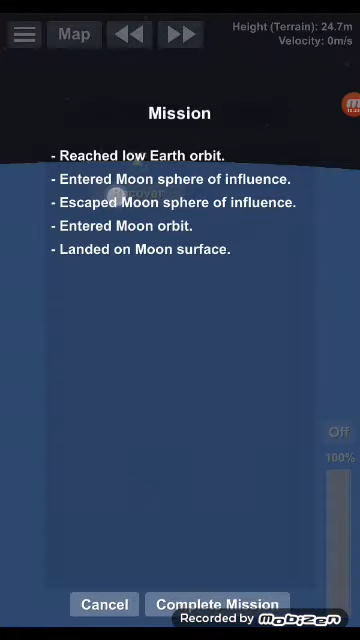 Map
Height (Terrain): 24.7m
Velocity: 0m/s
Mission
- Reached low Earth orbit.
- Entered Moon sphere of influence.
Recover
- Escaped Moon sphere of influence.
- Entered Moon orbit.
- Landed on Moon surface.
Off
100%
Cancel
Complete Mission
Recorded by mobizen